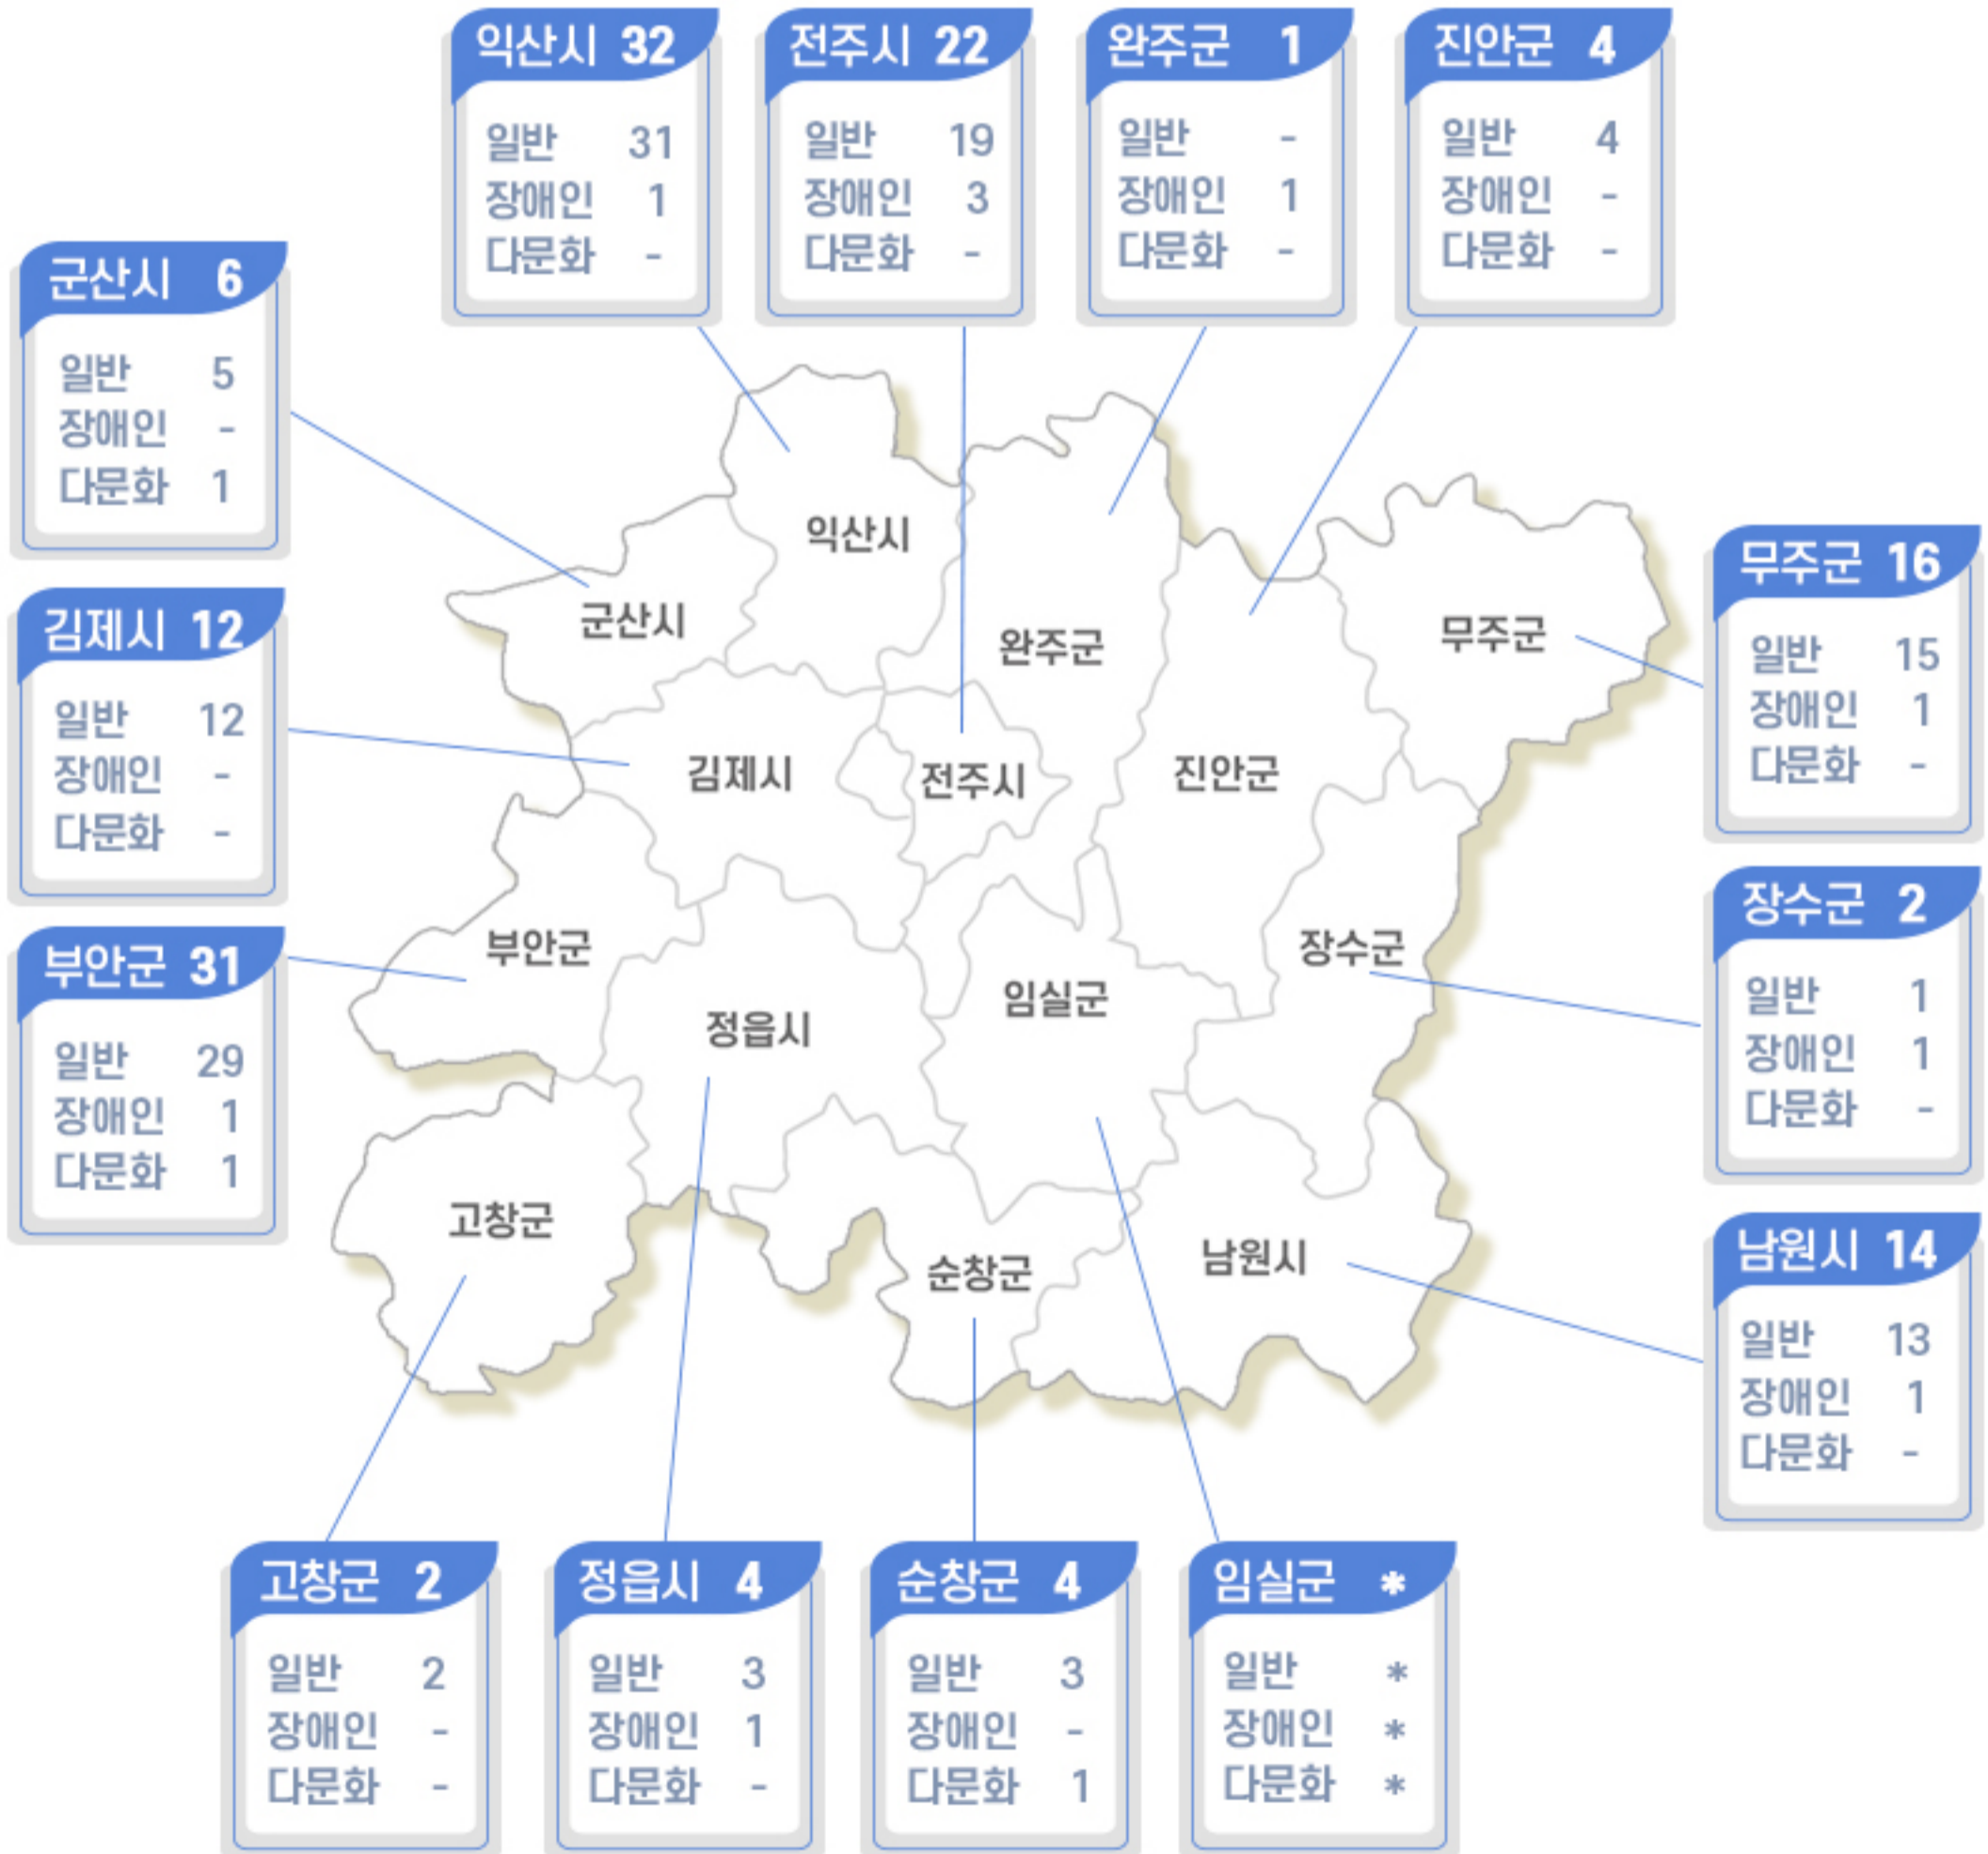 익산시 32
일반 31
장애인 1
다문화 -
전주시 22
일반 19
장애인 3
다문화 -
완주군 1
일반 -
장애인 1
다문화 -
진안군 4
일반 4
장애인 -
다문화 -
군산시 6
일반 5
장애인 -
다문화 1
김제시 12
일반 12
장애인 -
다문화 -
부안군 31
일반 29
장애인 1
다문화 1
익산시
군산시
완주군
무주군
김제시
전주시
진안군
부안군
장수군
임실군
정읍시
고창군
순창군
남원시
무주군 16
일반 15
장애인 1
다문화 -
장수군 2
일반 1
장애인 1
다문화 -
남원시 14
일반 13
장애인 1
다문화 -
고창군 2
일반 2
장애인 -
다문화 -
정읍시 4
일반 3
장애인 1
다문화 -
순창군 4
일반 3
장애인 -
다문화 1
임실군 *
일반 *
장애인 *
다문화 *